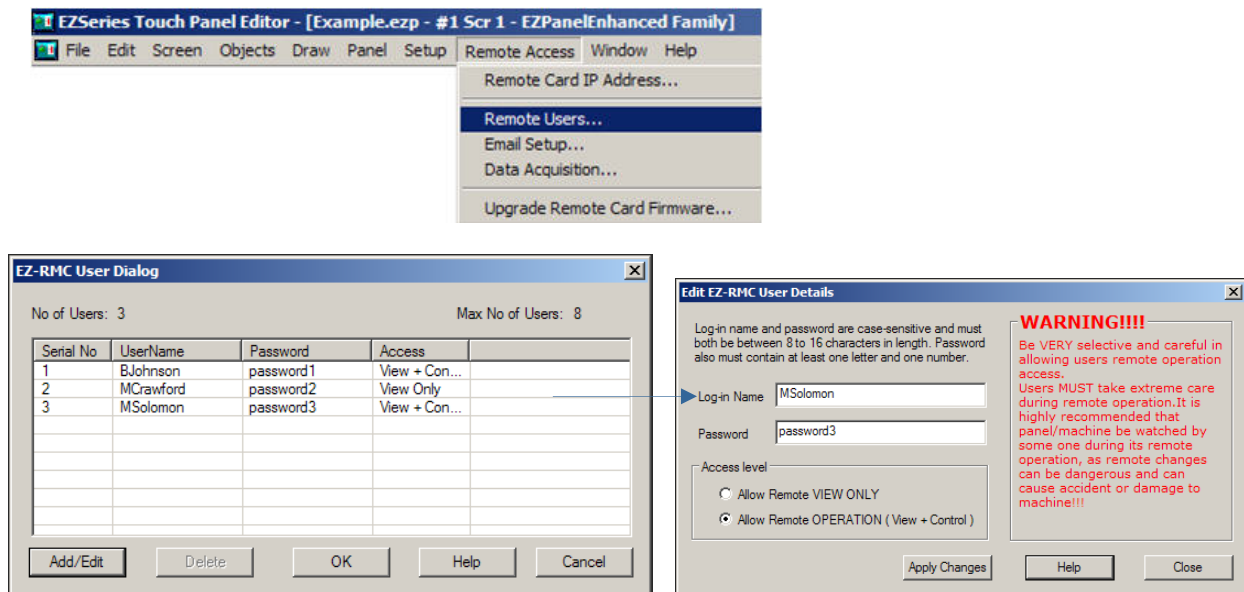 EZSeries Touch Panel Editor - [Example.ezp - #1 Scr 1 - EZPanelEnhanced Family]
File Edit Screen Objects Draw Panel Setup Remote Access Window Help
Remote Card IP Address...
Remote Users...
Email Setup...
Data Acquisition...
Upgrade Remote Card Firmware...
EZ-RMC User Dialog
No of Users: 3 Max No of Users: 8
Serial No UserName Password Access
1 BJohnson password1 View + Con...
2 MCrawford password2 View Only
3 MSolomon password3 View + Con...
Add/Edit Delete OK Help Cancel
Edit EZ-RMC User Details
Log-in name and password are case-sensitive and must
both be between 8 to 16 characters in length. Password
also must contain at least one letter and one number.
Log-in Name MSolomon
Password password3
Access level
Allow Remote VIEW ONLY
Allow Remote OPERATION ( View + Control )
WARNING!!!!
Be VERY selective and careful in
allowing users remote operation
access.
Users MUST take extreme care
during remote operation.It is
highly recommended that
panel/machine be watched by
some one during its remote
operation, as remote changes
can be dangerous and can
cause accident or damage to
machine!!!
Apply Changes Help Close